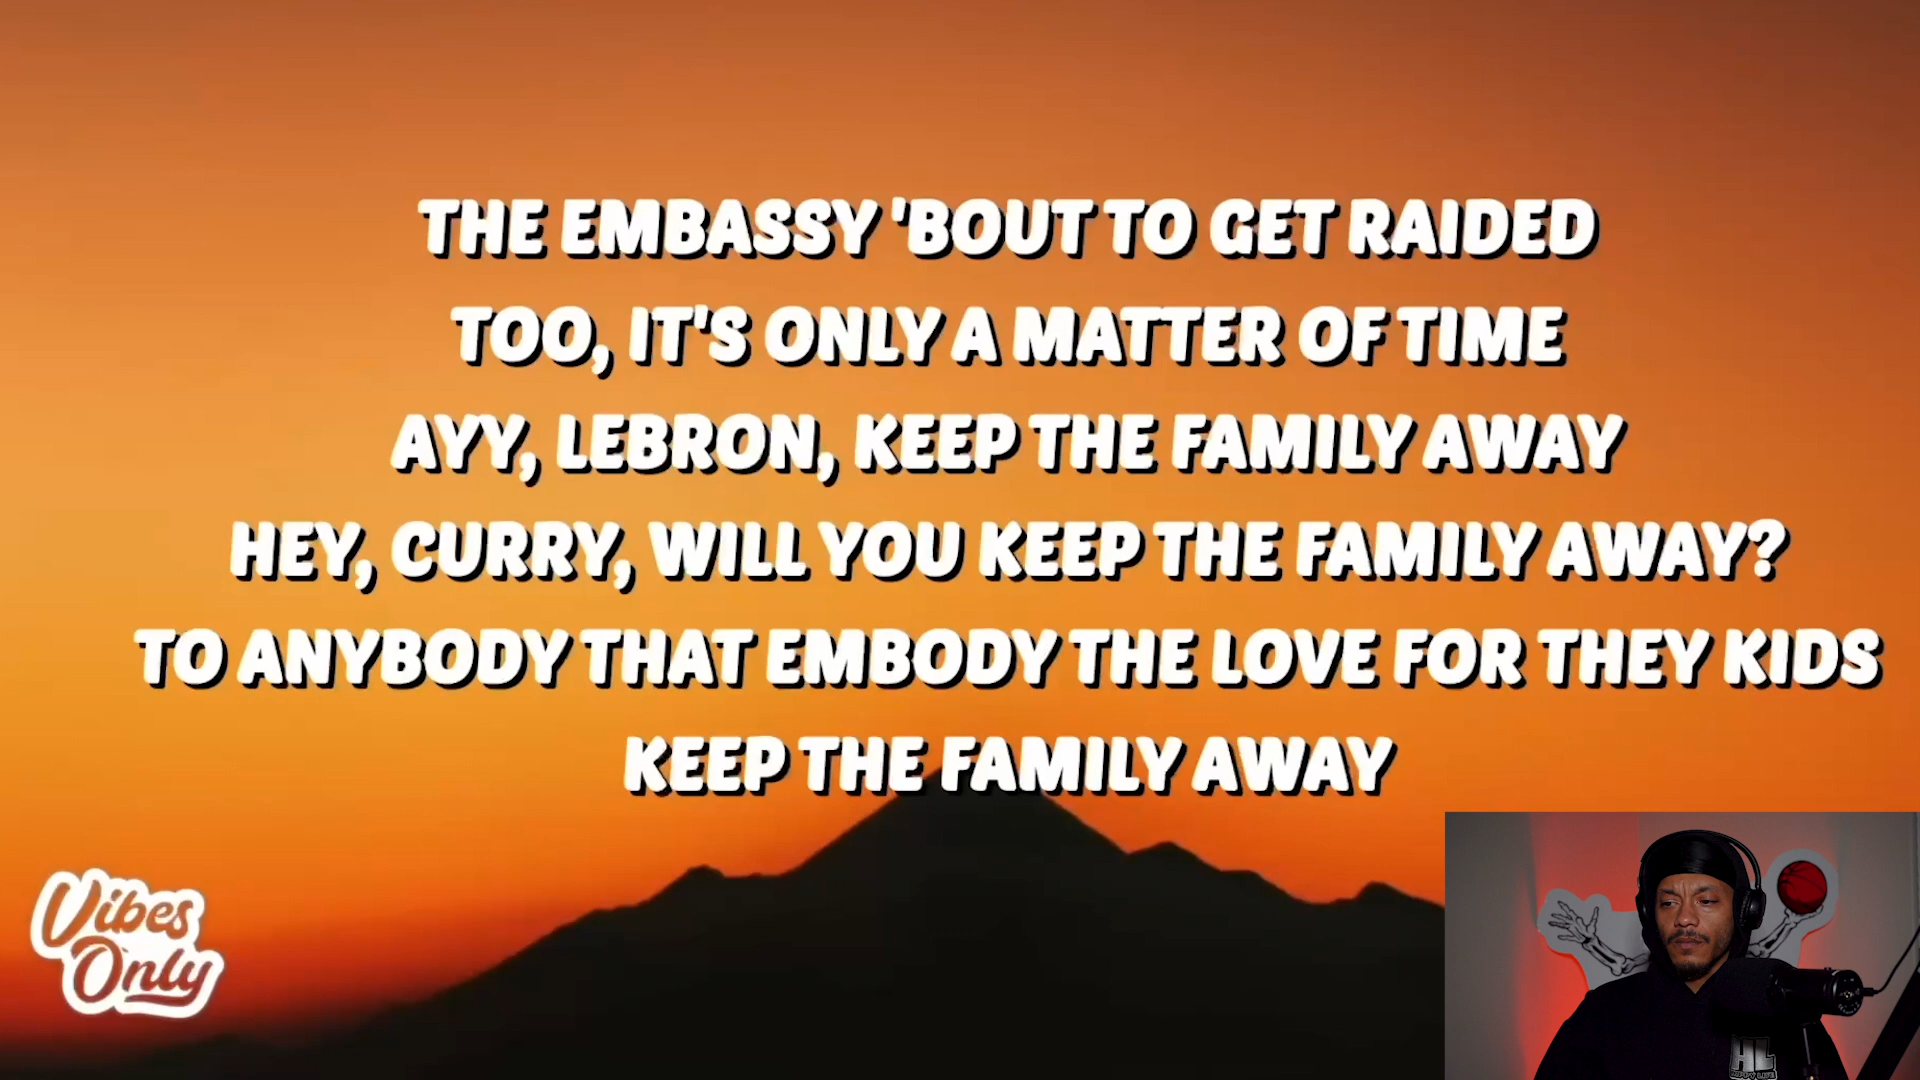 THE EMBASSY 'BOUT TO GET RAIDED
TOO, IT'S ONLY A MATTER OF TIME
AYY, LEBRON, KEEP THE FAMILY AWAY
HEY, CURRY, WILL YOU KEEP THE FAMILY AWAY?
TO ANYBODY THAT EMBODY THE LOVE FOR THEY KIDS
KEEP THE FAMILY AWAY
Vibes
Only
HL